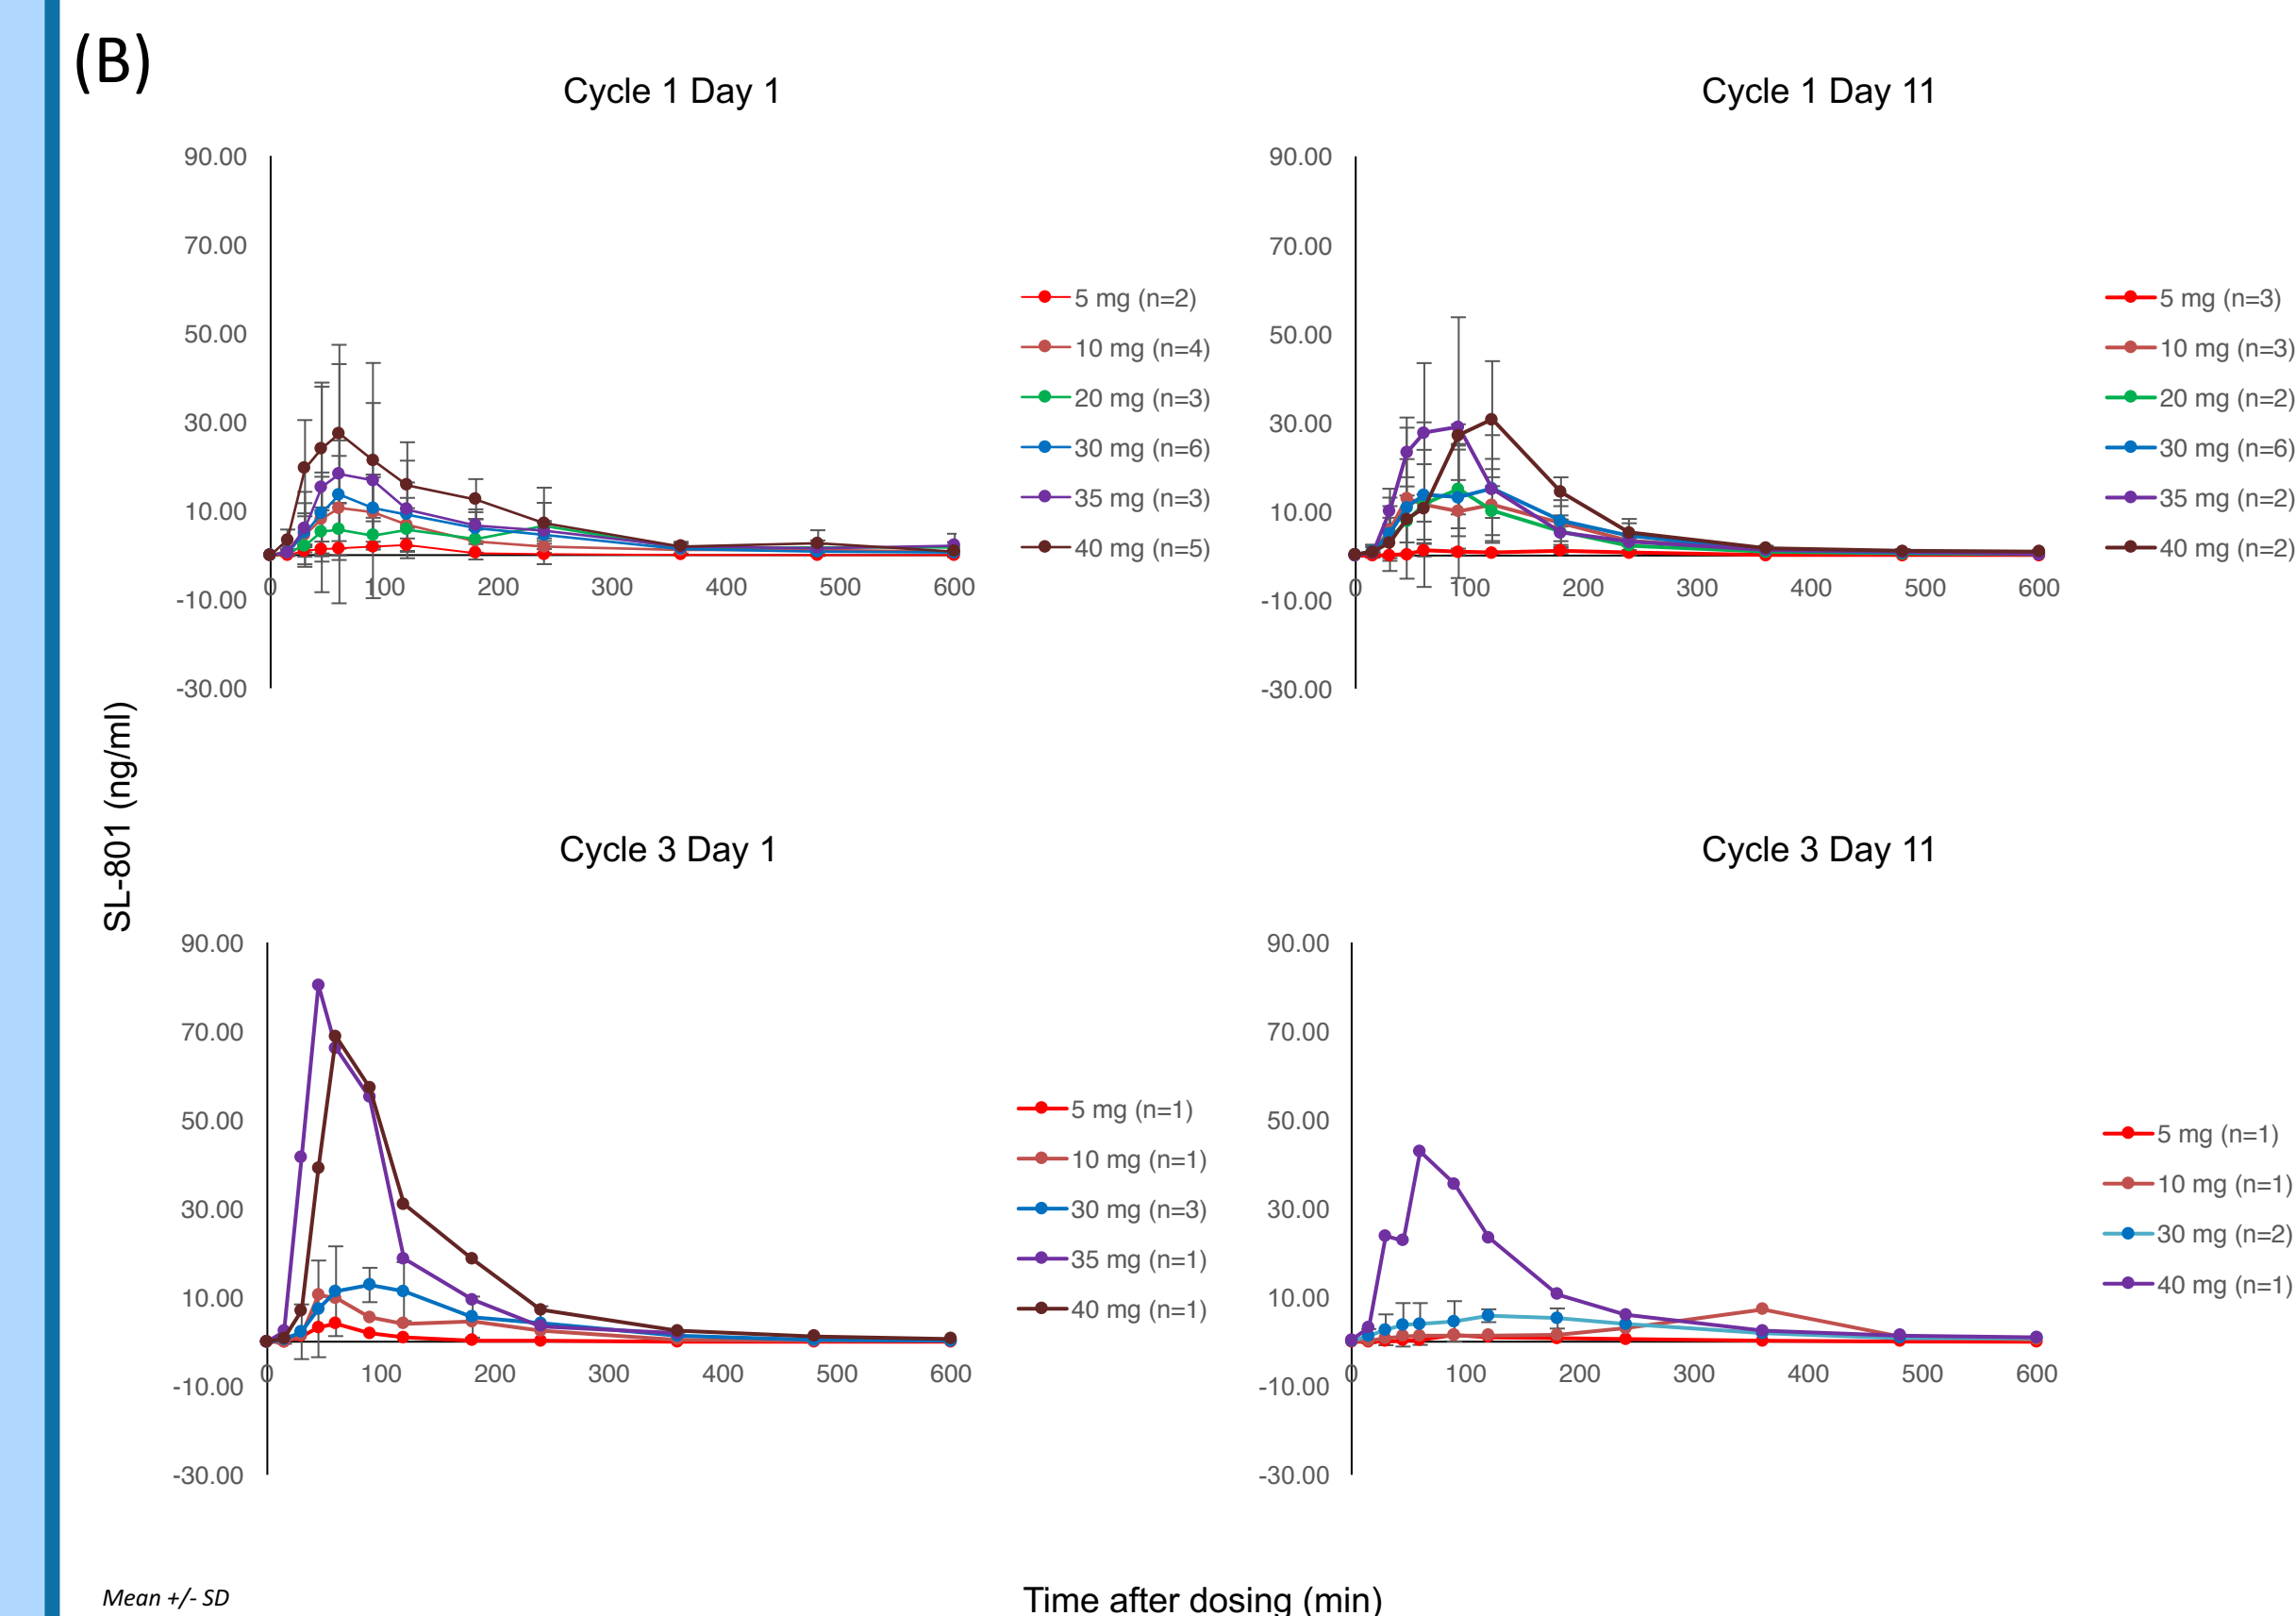 (B)
Cycle 1 Day 1
90.00
70.00
50.00
30.00
10.00
-10.00
-30.00
0 100 200 300 400 500 600
5 mg (n=2)
10 mg (n=4)
20 mg (n=3)
30 mg (n=6)
35 mg (n=3)
40 mg (n=5)
Cycle 1 Day 11
90.00
70.00
50.00
30.00
10.00
-10.00
-30.00
0 100 200 300 400 500 600
5 mg (n=3)
10 mg (n=3)
20 mg (n=2)
30 mg (n=6)
35 mg (n=2)
40 mg (n=2)
SL-801 (ng/ml)
Cycle 3 Day 1
90.00
70.00
50.00
30.00
10.00
-10.00
-30.00
0 100 200 300 400 500 600
5 mg (n=1)
10 mg (n=1)
30 mg (n=3)
35 mg (n=1)
40 mg (n=1)
Cycle 3 Day 11
90.00
70.00
50.00
30.00
10.00
-10.00
-30.00
0 100 200 300 400 500 600
5 mg (n=1)
10 mg (n=1)
30 mg (n=2)
40 mg (n=1)
Mean +/- SD
Time after dosing (min)